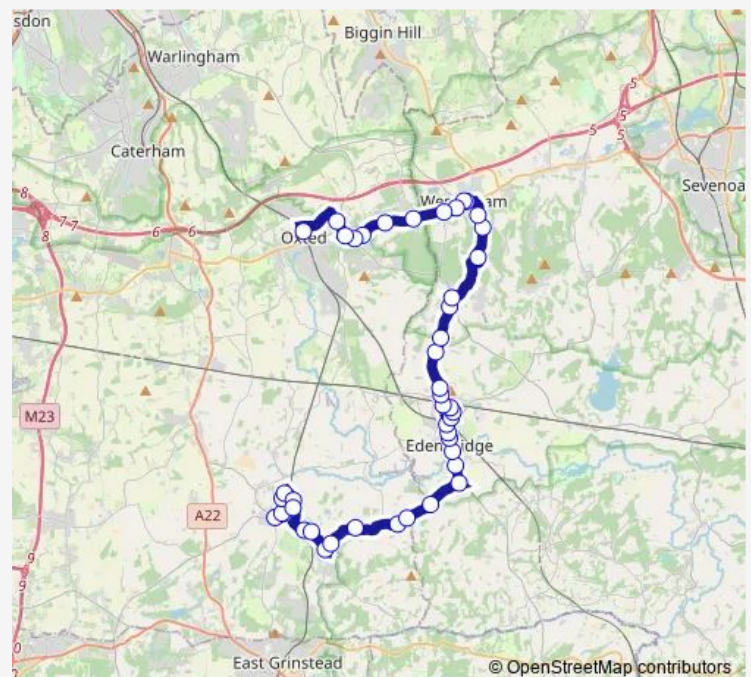 sdon
Biggin Hill
Warlingham
5
5
5
Caterham
Sevenoa
8
8
7 7
6
6
Oxted
M23
Edenbridge
A22
9
9
0
East Grinstead
© OpenStreetMap contributors